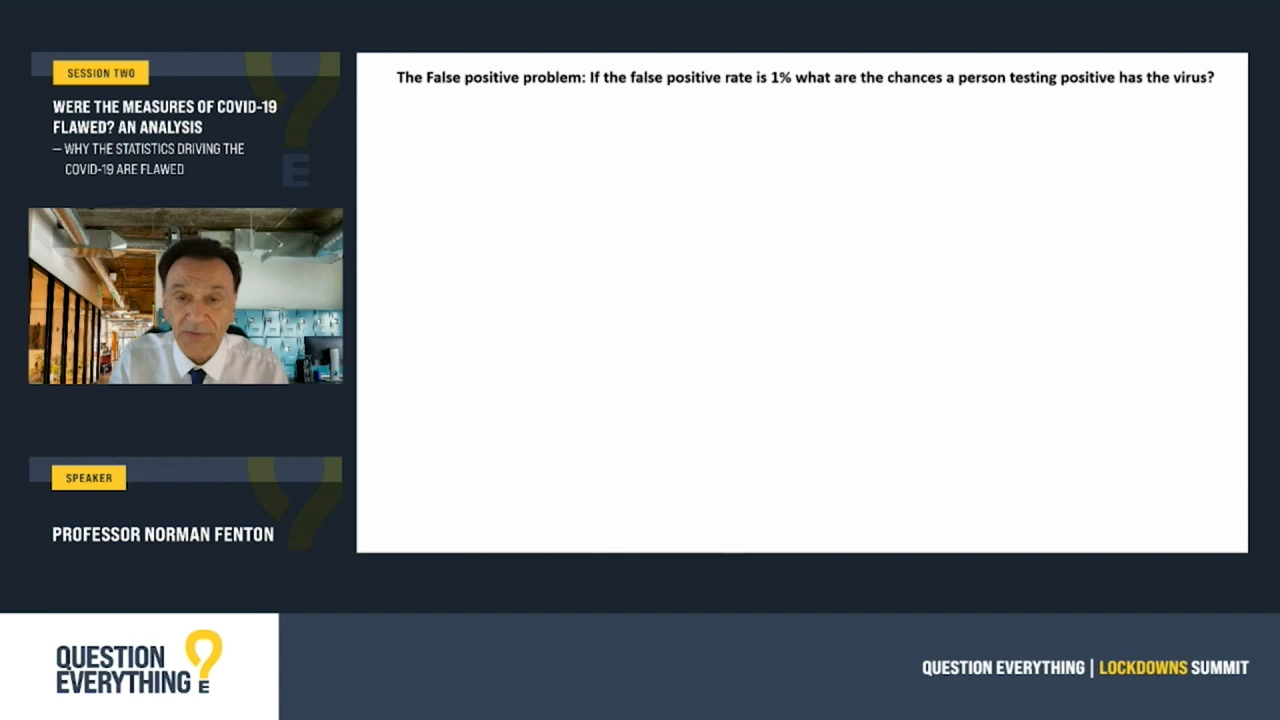 SESSION TWO
WERE THE MEASURES OF COVID-19
FLAWED? AN ANALYSIS
– WHY THE STATISTICS DRIVING THE
COVID-19 ARE FLAWED
The False positive problem: If the false positive rate is 1% what are the chances a person testing positive has the virus?
SPEAKER
PROFESSOR NORMAN FENTON
QUESTION
EVERYTHING
E
QUESTION EVERYTHING | LOCKDOWNS SUMMIT
E